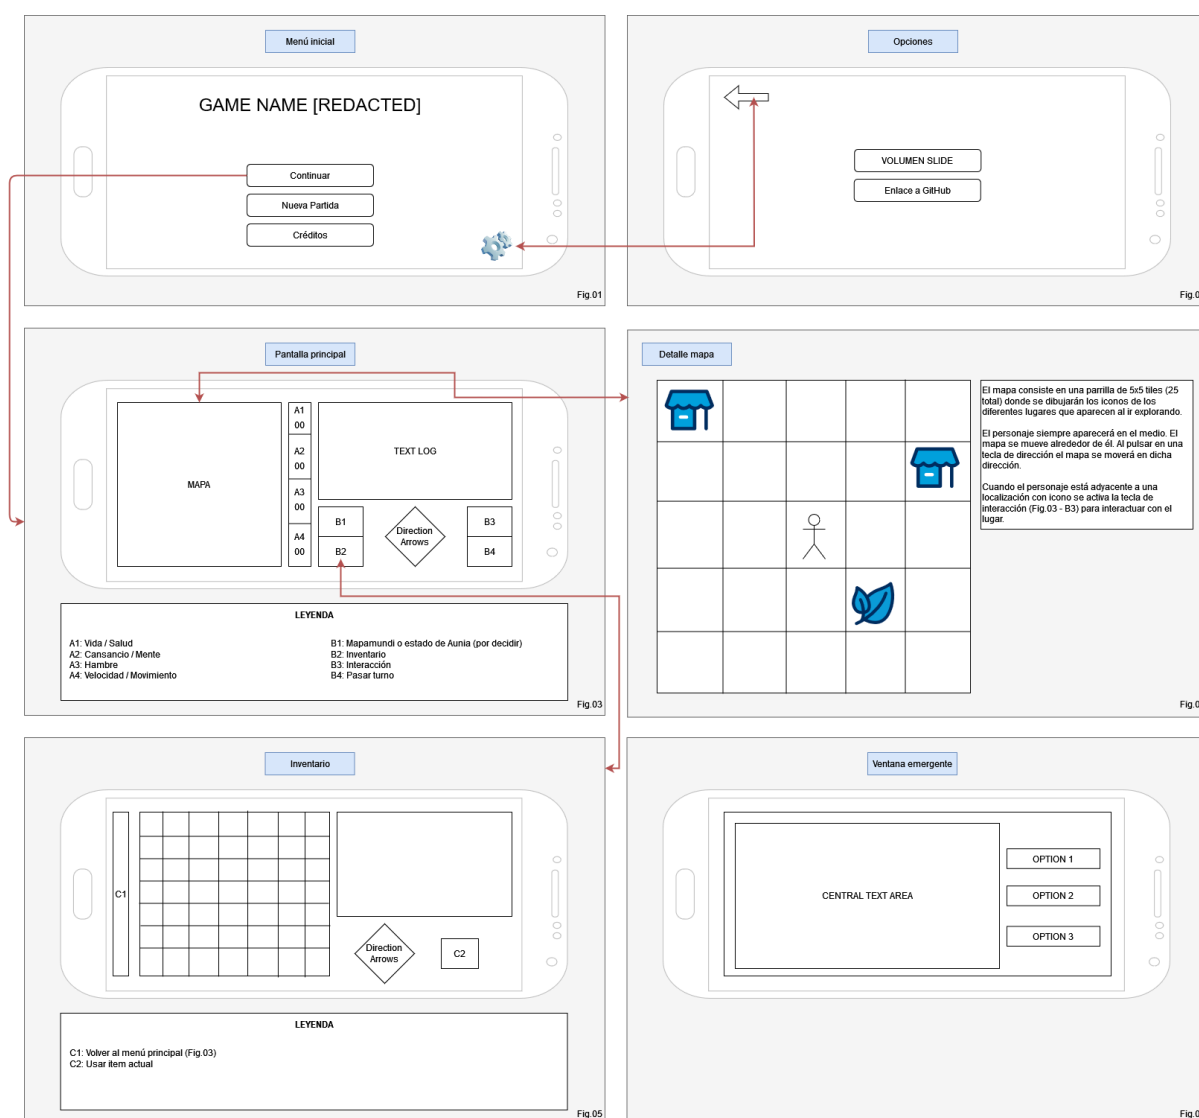 Menú inicial
GAME NAME [REDACTED]
Continuar
Nueva Partida
Créditos
Fig.01
Opciones
VOLUMEN SLIDE
Enlace a GitHub
Fig.0
Pantalla principal
MAPA
A1
00
A2
00
A3
00
A4
00
TEXT LOG
B1
B2
Direction
Arrows
B3
B4
LEYENDA
A1: Vida / Salud
A2: Cansancio / Mente
A3: Hambre
A4: Velocidad / Movimiento
B1: Mapamundi o estado de Aunia (por decidir)
B2: Inventario
B3: Interacción
B4: Pasar turno
Fig.03
Detalle mapa
El mapa consiste en una parrilla de 5x5 tiles (25
total) donde se dibujarán los iconos de los
diferentes lugares que aparecen al ir explorando.
El personaje siempre aparecerá en el medio. El
mapa se mueve alrededor de él. Al pulsar en una
tecla de dirección el mapa se moverá en dicha
dirección.
Cuando el personaje está adyacente a una
localización con icono se activa la tecla de
interacción (Fig.03 - B3) para interactuar con el
lugar.
Fig.0
Inventario
C1
Direction
Arrows
C2
LEYENDA
C1: Volver al menú principal (Fig.03)
C2: Usar item actual
Fig.05
Ventana emergente
CENTRAL TEXT AREA
OPTION 1
OPTION 2
OPTION 3
Fig.0